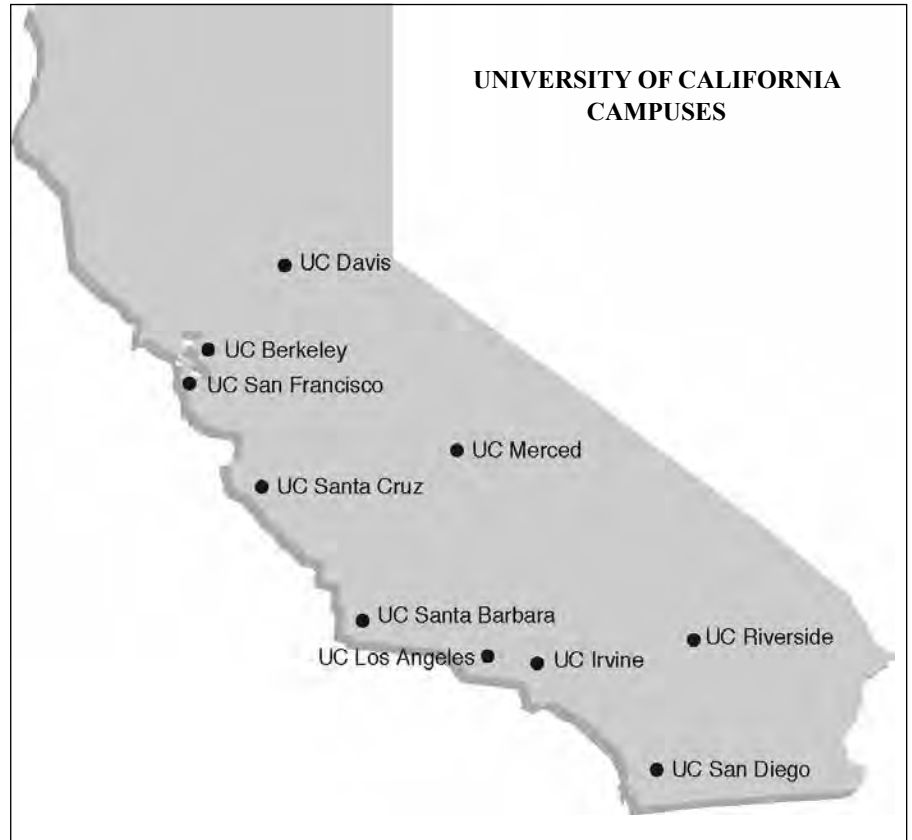 UNIVERSITY OF CALIFORNIA
CAMPUSES
UC Davis
UC Berkeley
UC San Francisco
UC Merced
UC Santa Cruz
UC Santa Barbara
UC Riverside
UC Los Angeles
UC Irvine
UC San Diego